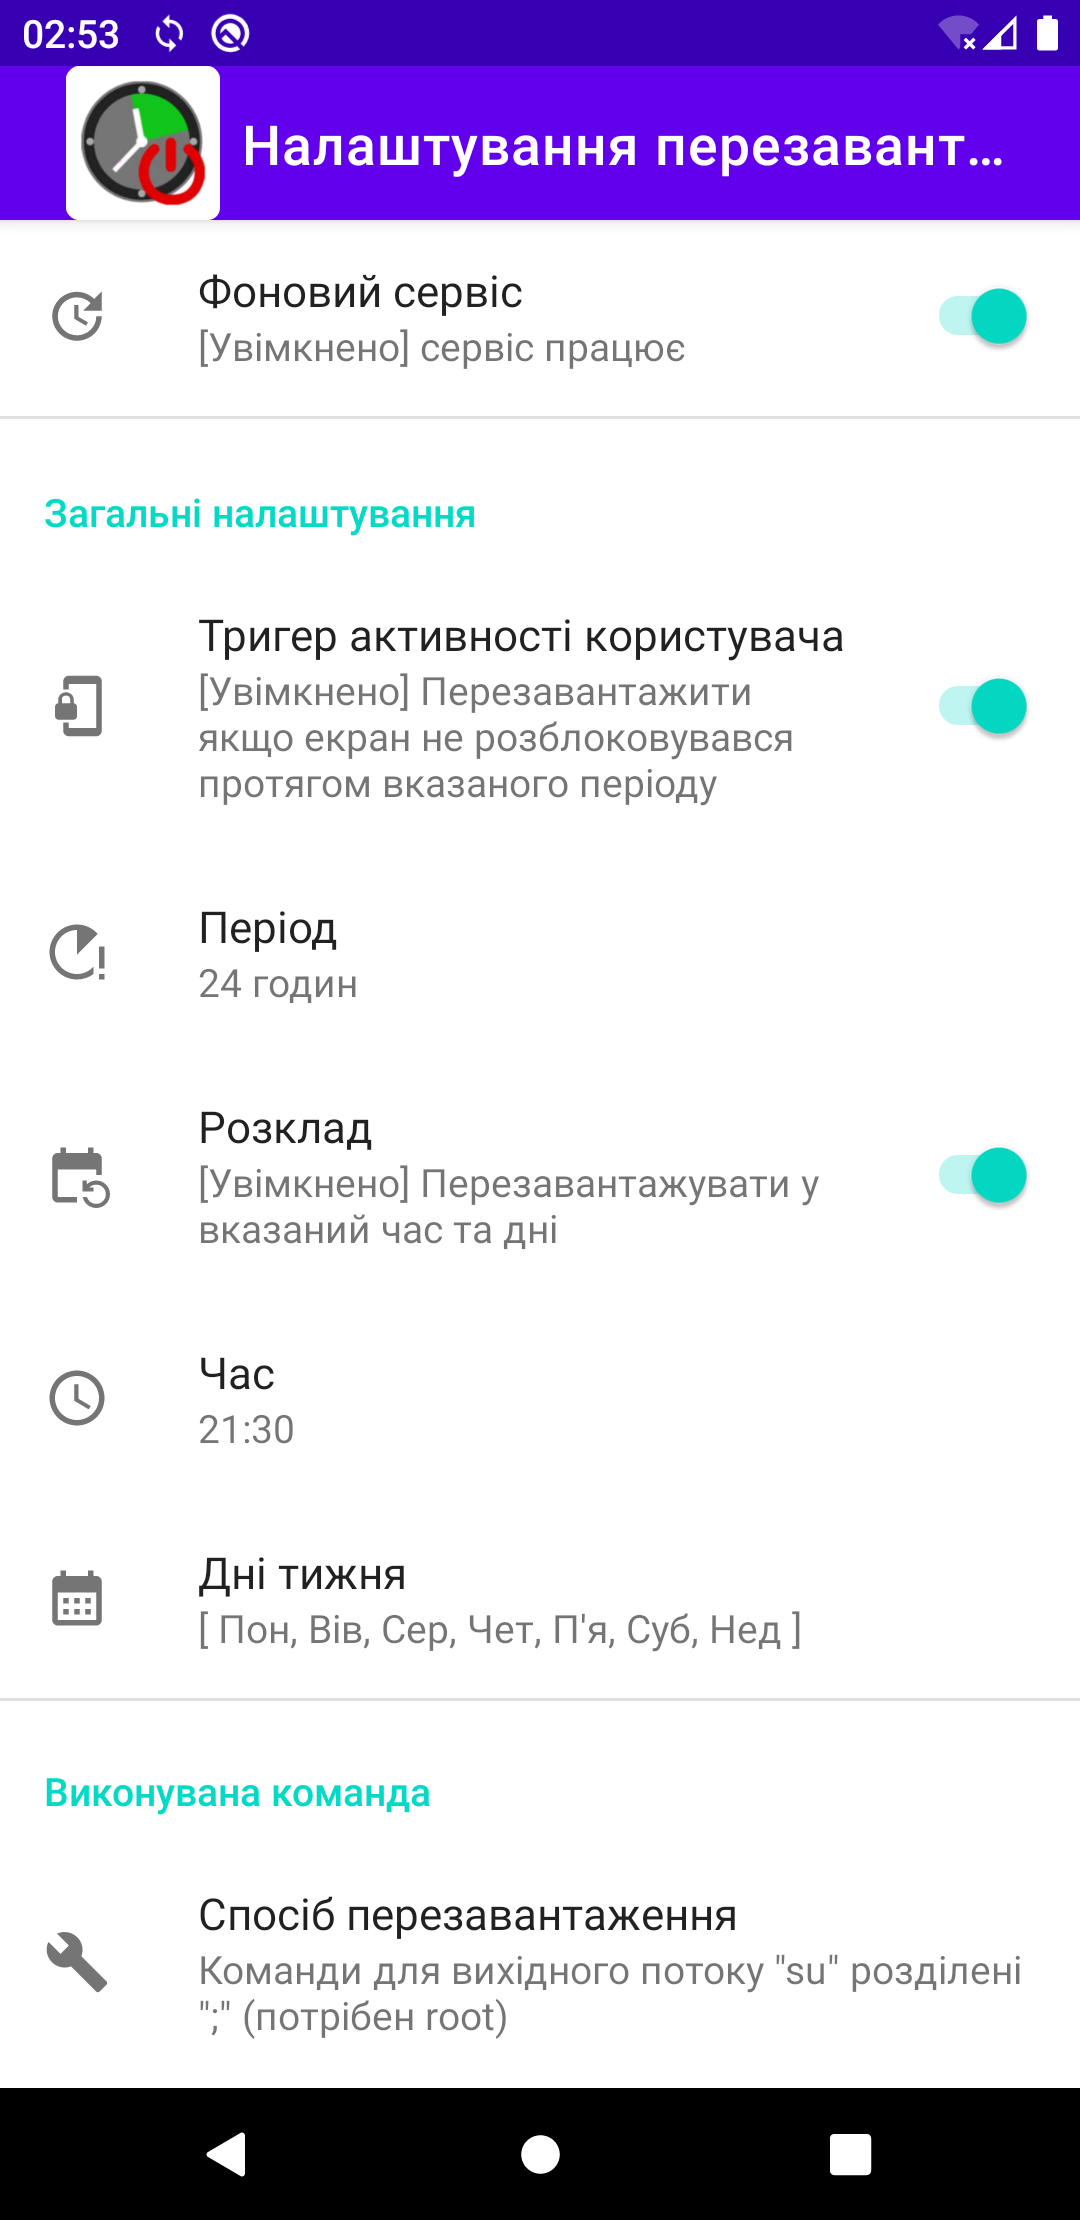 02:53
Налаштування перезавант...
Фоновий сервіс
[Увімкнено] сервіс працює
Загальні налаштування
Тригер активності користувача
[Увімкнено] Перезавантажити
якщо екран не розблоковувався
протягом вказаного періоду
Період
24 годин
Розклад
[Увімкнено] Перезавантажувати у
вказаний час та дні
Час
21:30
Дні тижня
[ Пон, Вів, Сер, Чет, П'я, Суб, Нед ]
Виконувана команда
Спосіб перезавантаження
Команди для вихідного потоку "su" розділені
";" (потрібен root)